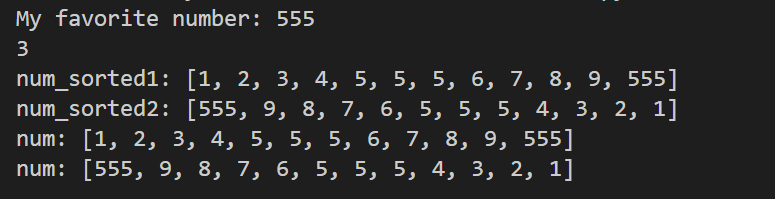 My favorite number: 555
3
num_sorted1: [1, 2, 3, 4, 5, 5, 5, 6, 7, 8, 9, 555]
num_sorted2: [555, 9, 8, 7, 6, 5, 5, 5, 4, 3, 2, 1]
num: [1, 2, 3, 4, 5, 5, 5, 6, 7, 8, 9, 555]
num: [555, 9, 8, 7, 6, 5, 5, 5, 4, 3, 2, 1]